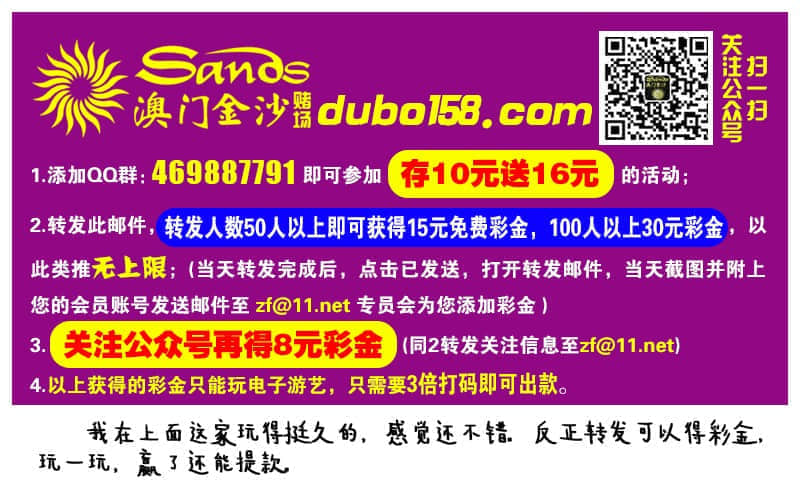 Sands
澳门金沙赌场 dubo158.com
扫一扫
关注公众号
1.添加QQ群: 469887791 即可参加 存10元送16元 的活动;
2.转发此邮件, 转发人数50人以上即可获得15元免费彩金, 100人以上30元彩金, 以
此类推无上限; (当天转发完成后, 点击已发送, 打开转发邮件, 当天截图并附上
您的会员账号发送邮件至 zf@11.net 专员会为您添加彩金 )
3. 关注公众号再得8元彩金 (同2转发关注信息至zf@11.net)
4.以上获得的彩金只能玩电子游艺, 只需要3倍打码即可出款。
我在上面这家玩得挺久的, 感觉还不错. 反正转发可以得彩金,
玩一玩, 赢了还能提款.